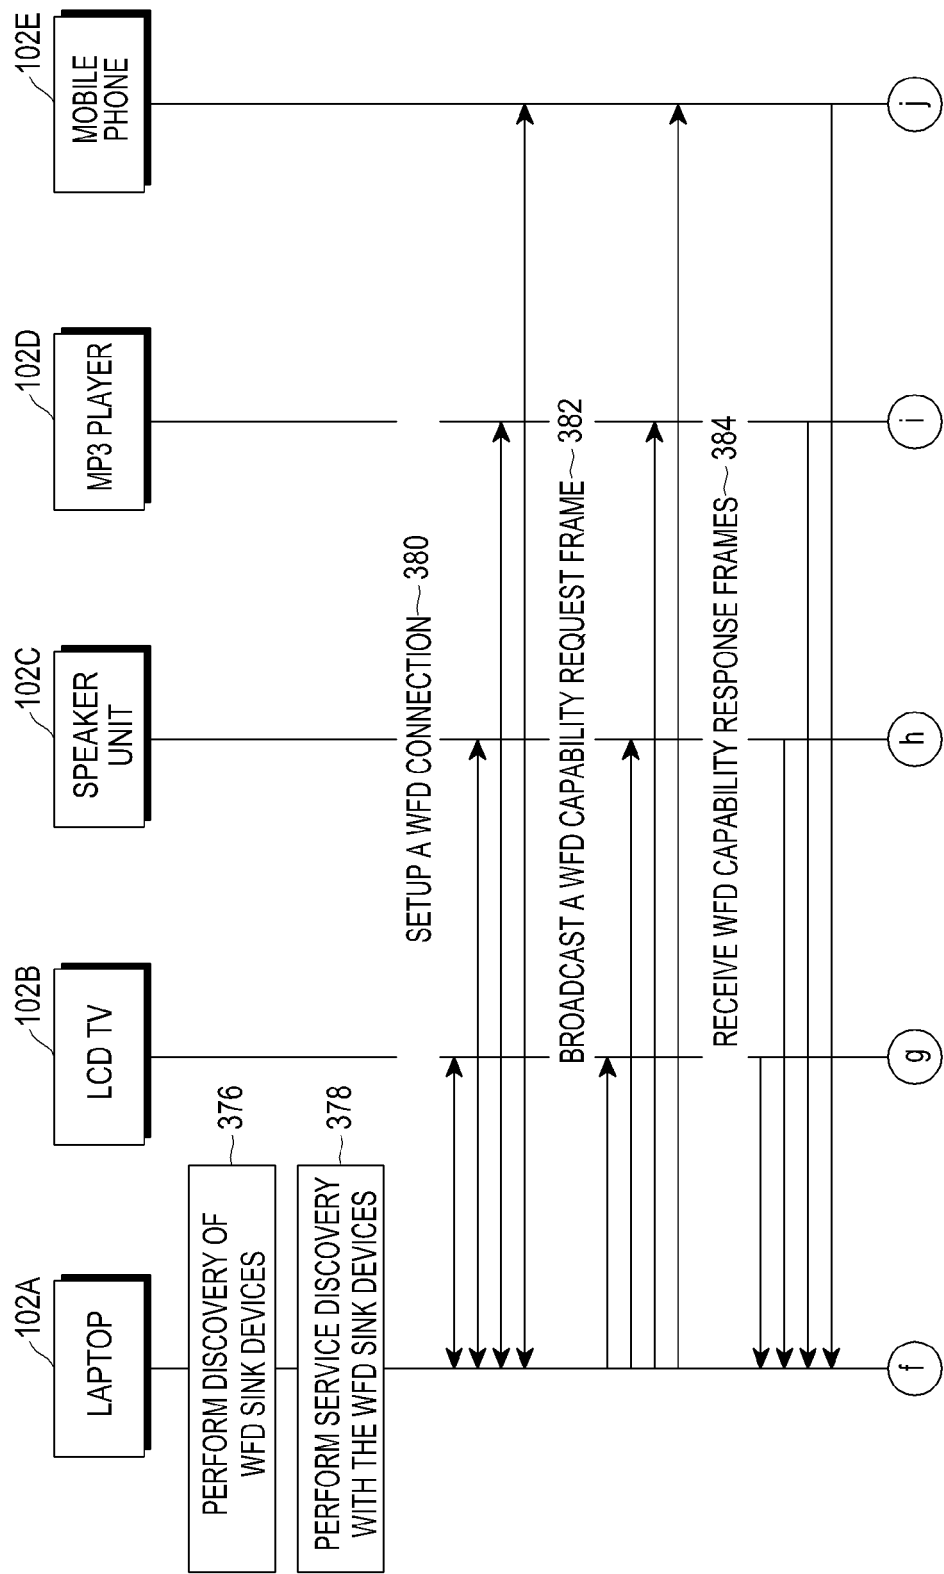 102A
LAPTOP
102B
LCD TV
102C
SPEAKER
UNIT
102D
MP3 PLAYER
102E
MOBILE
PHONE
PERFORM DISCOVERY OF
WFD SINK DEVICES
376
PERFORM SERVICE DISCOVERY
WITH THE WFD SINK DEVICES
378
SETUP A WFD CONNECTION 380
BROADCAST A WFD CAPABILITY REQUEST FRAME 382
RECEIVE WFD CAPABILITY RESPONSE FRAMES 384
f
g
h
i
j